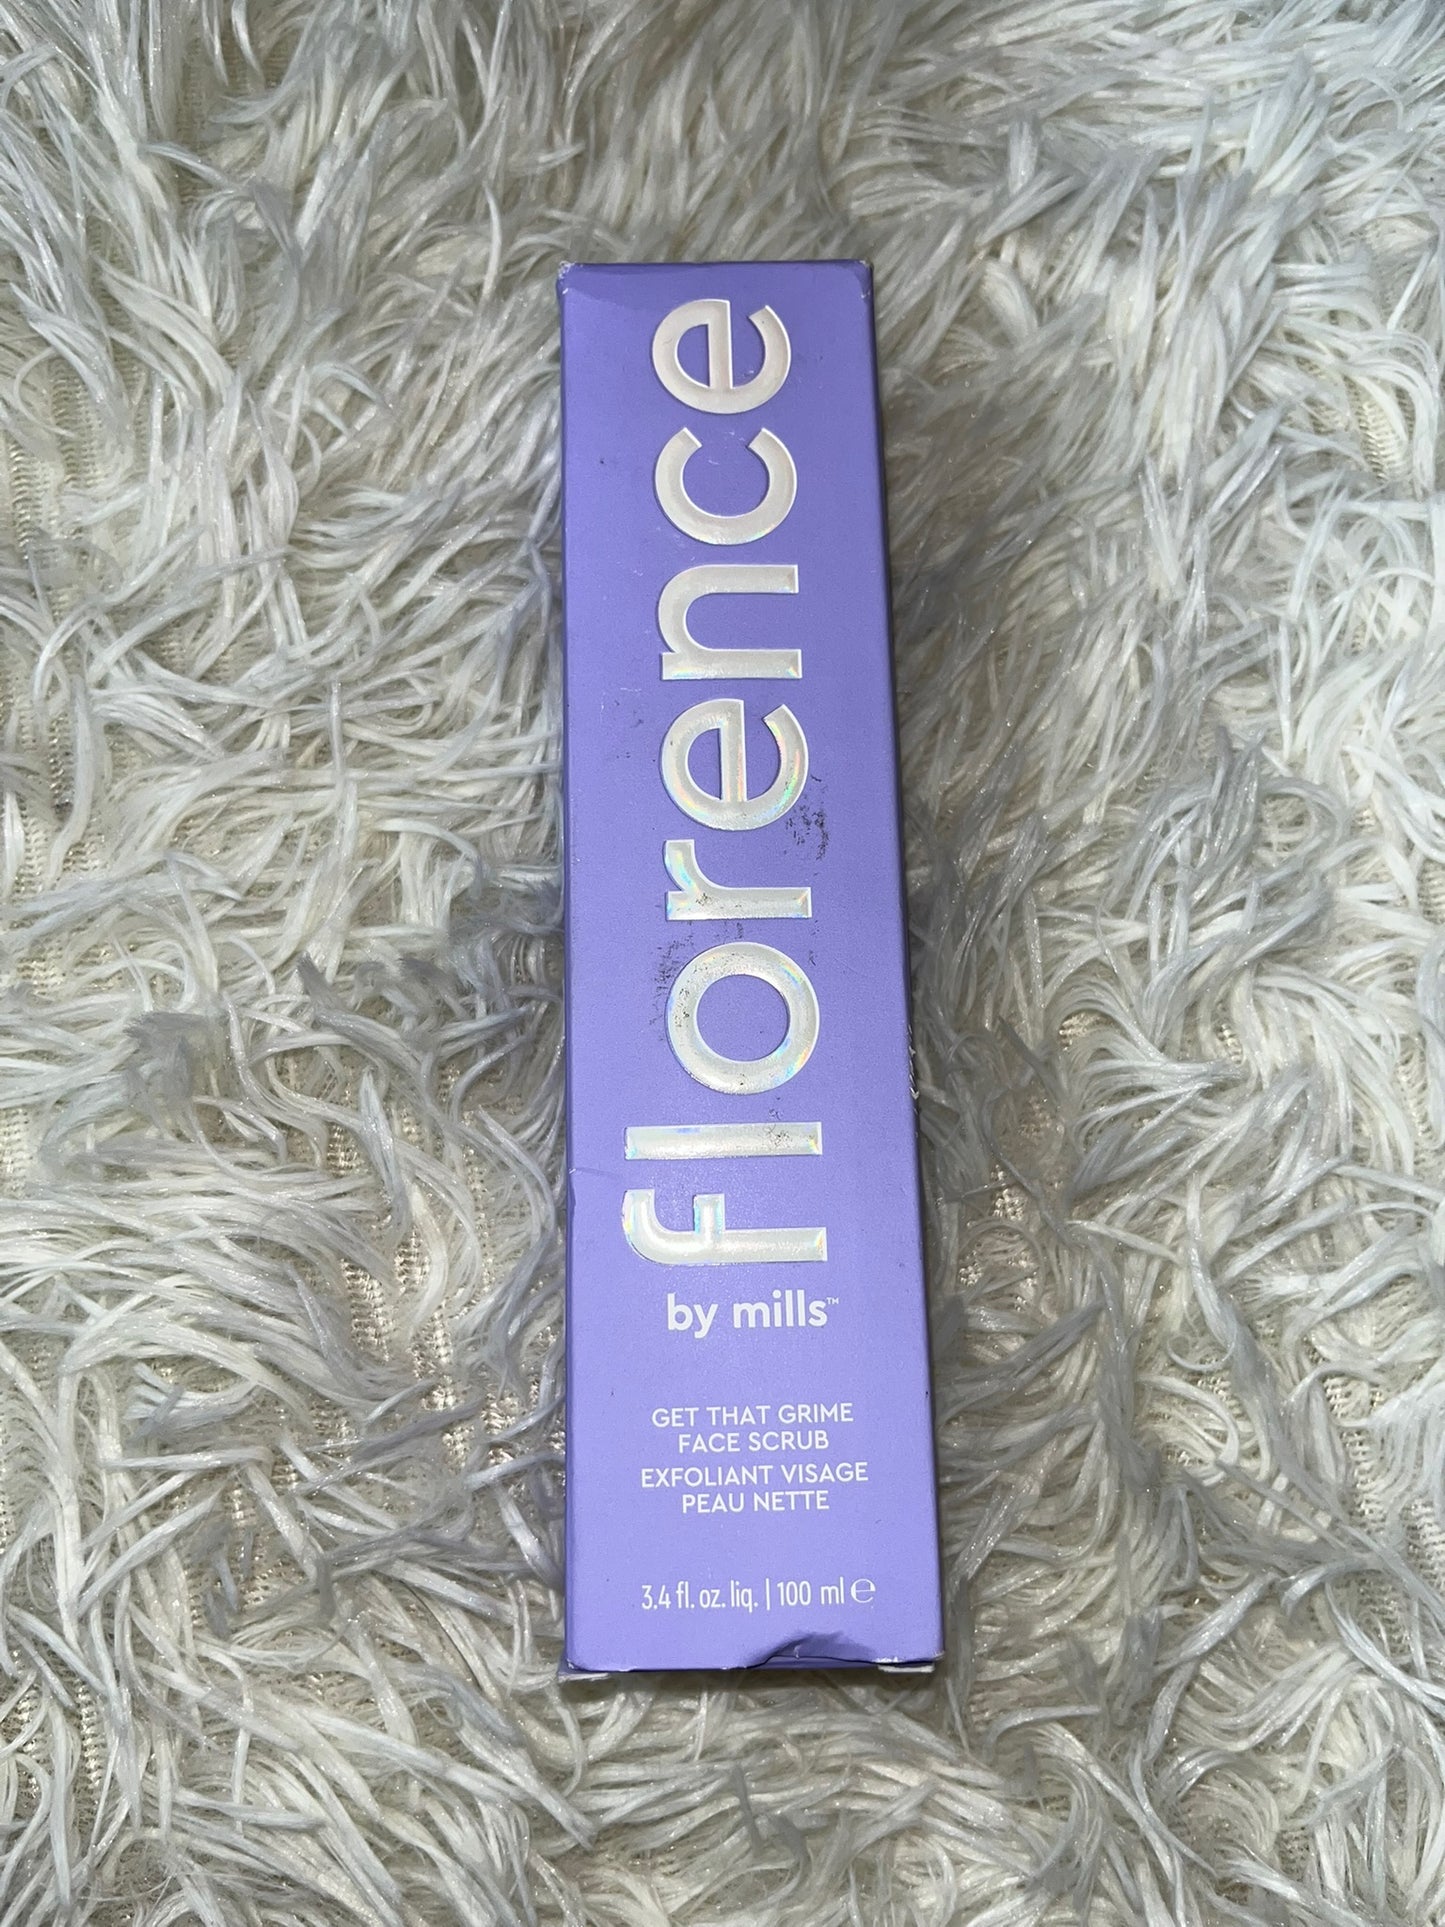 florence
by mills™
GET THAT GRIME
FACE SCRUB
EXFOLIANT VISAGE
PEAU NETTE
3.4 fl. oz. liq. | 100 ml ℮